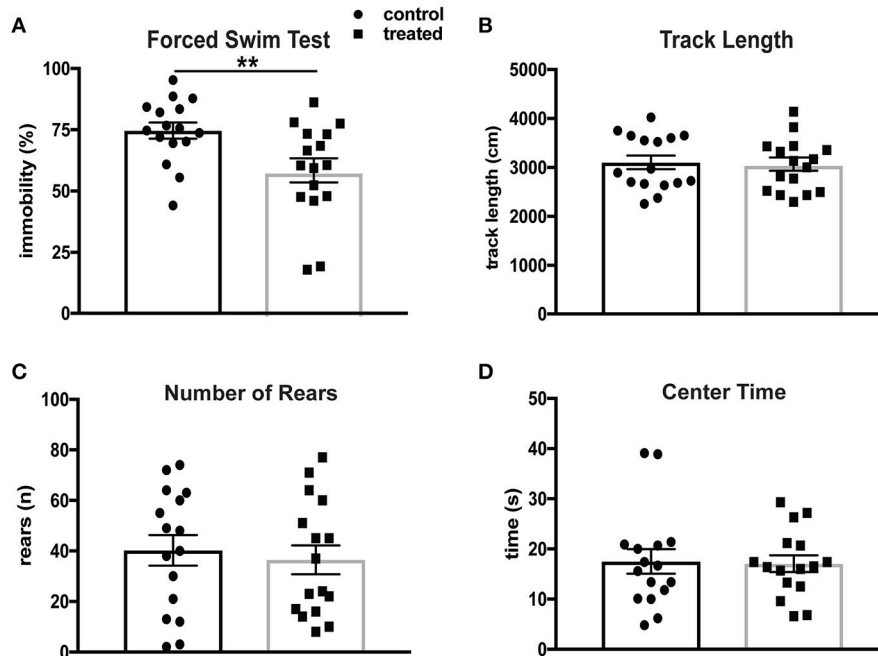 control
treated
A
Forced Swim Test
**
immobility (%)
100
75
50
25
0
B
Track Length
track length (cm)
5000
4000
3000
2000
1000
0
C
Number of Rears
rears (n)
100
80
60
40
20
0
D
Center Time
time (s)
50
40
30
20
10
0